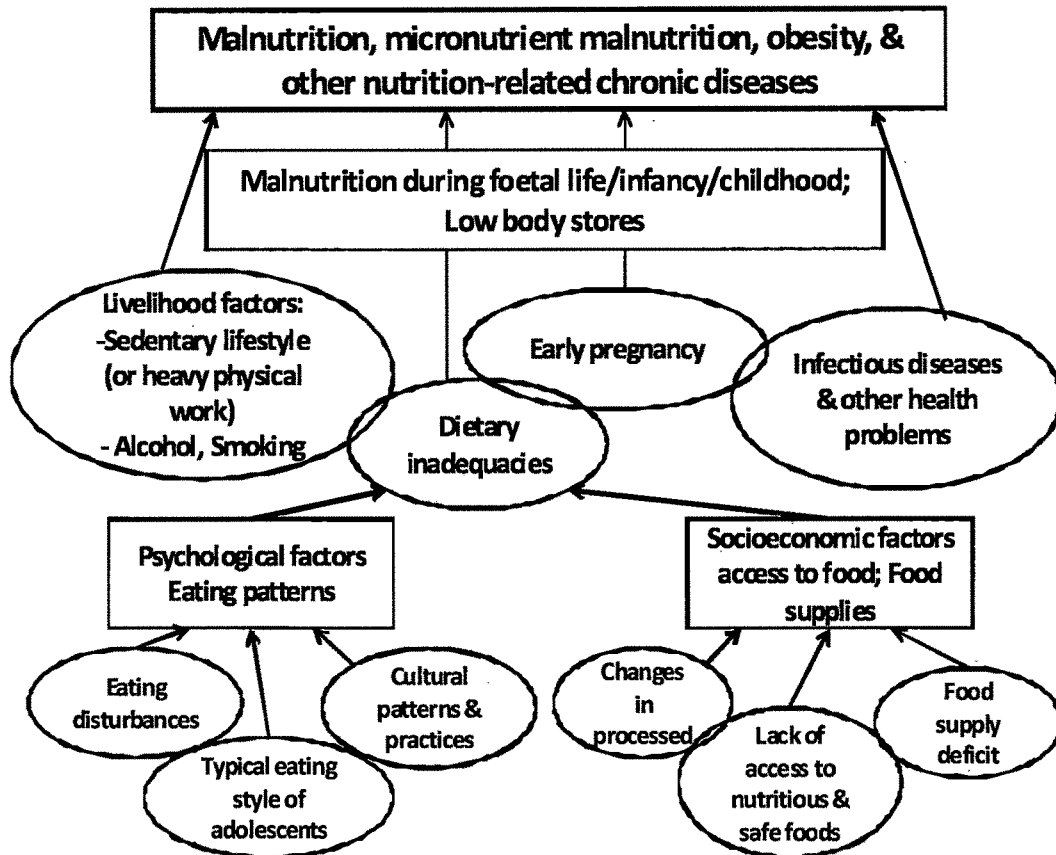 Malnutrition, micronutrient malnutrition, obesity, &
other nutrition-related chronic diseases
Malnutrition during foetal life/infancy/childhood;
Low body stores
Livelihood factors:
-Sedentary lifestyle
(or heavy physical
work)
- Alcohol, Smoking
Early pregnancy
Infectious diseases
& other health
problems
Dietary
inadequacies
Psychological factors
Eating patterns
Socioeconomic factors
access to food; Food
supplies
Eating
disturbances
Typical eating
style of
adolescents
Cultural
patterns &
practices
Changes
in
processed
Lack of
access to
nutritious &
safe foods
Food
supply
deficit